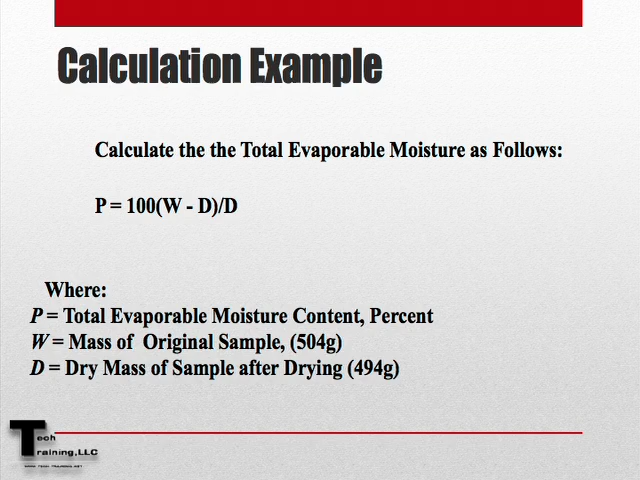 Calculation Example
Calculate the the Total Evaporable Moisture as Follows:
P = 100(W - D)/D
Where:
P = Total Evaporable Moisture Content, Percent
W = Mass of  Original Sample, (504g)
D = Dry Mass of Sample after Drying (494g)
Tech
Training,LLC
WWW.TECH-TRAINING.NET